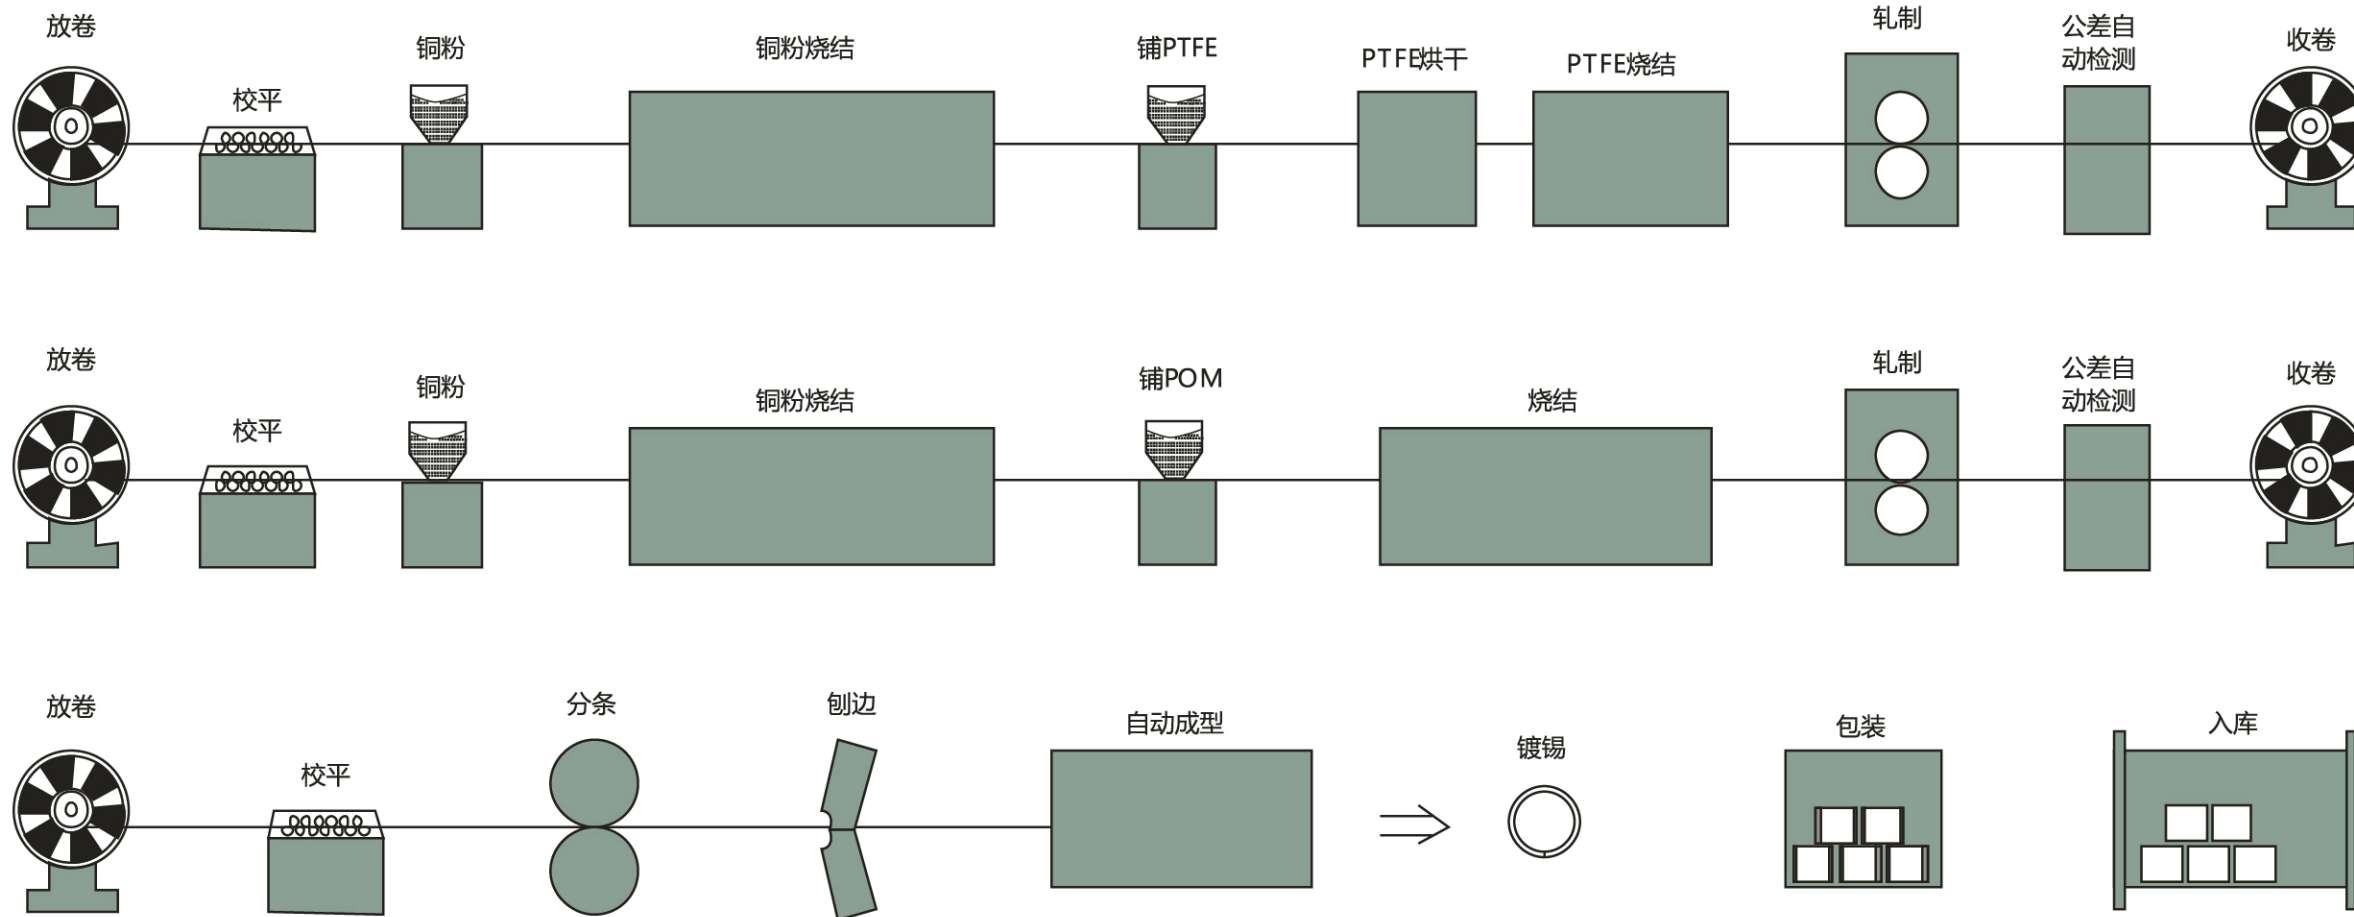 放卷
校平
铜粉
铜粉烧结
铺PTFE
PTFE烘干
PTFE烧结
轧制
公差自
动检测
收卷
放卷
校平
铜粉
铜粉烧结
铺POM
烧结
轧制
公差自
动检测
收卷
放卷
校平
分条
刨边
自动成型
镀锡
包装
入库